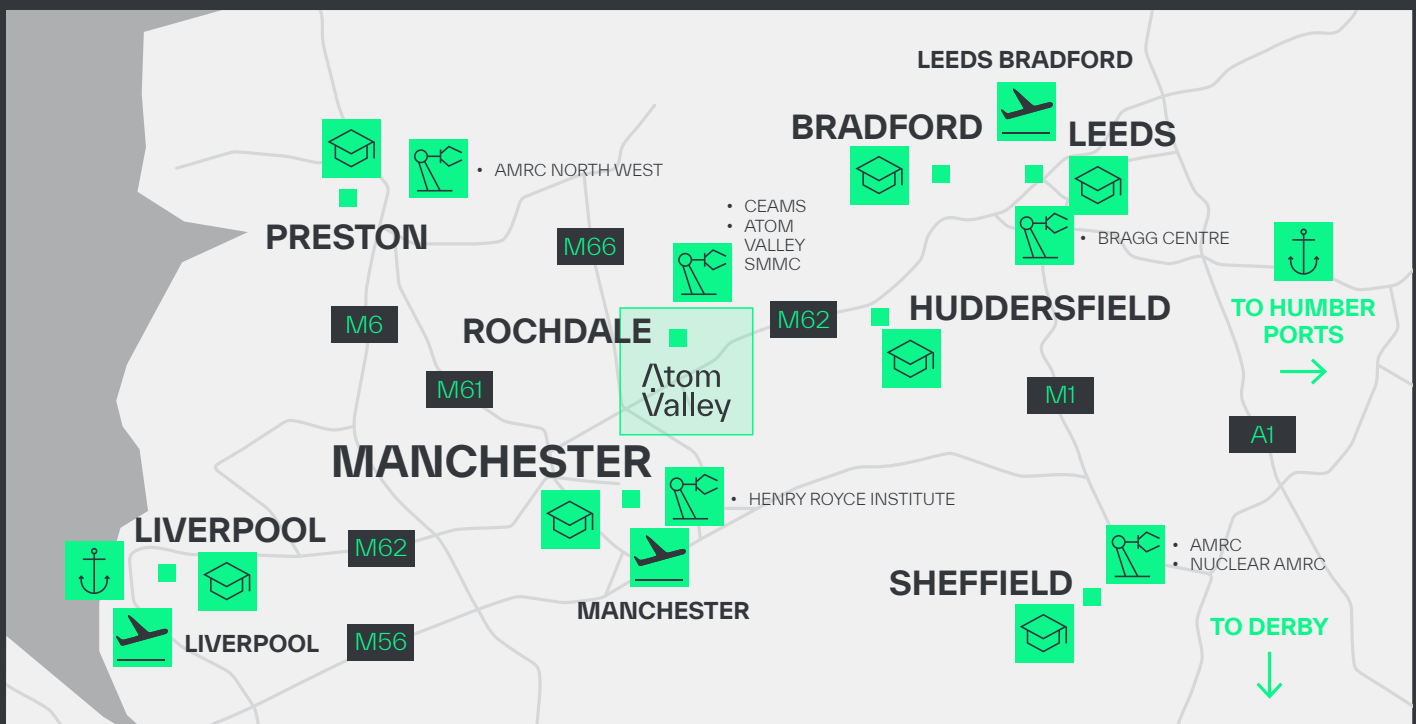 LEEDS BRADFORD
BRADFORD
LEEDS
AMRC NORTH WEST
PRESTON
• CEAMS
• ATOM
VALLEY
SMMC
M66
• BRAGG CENTRE
TO HUMBER
PORTS
M6
ROCHDALE
M62
HUDDERSFIELD
M61
Atom
Valley
M1
A1
MANCHESTER
• HENRY ROYCE INSTITUTE
LIVERPOOL
M62
• AMRC
• NUCLEAR AMRC
SHEFFIELD
MANCHESTER
TO DERBY
LIVERPOOL
M56